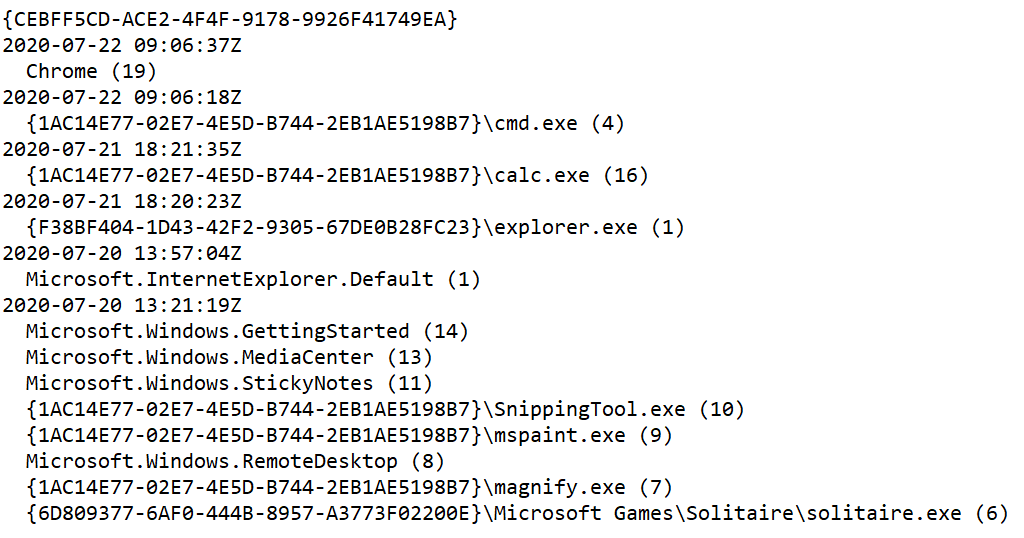 {CEBFF5CD-ACE2-4F4F-9178-9926F41749EA}
2020-07-22 09:06:37Z
  Chrome (19)
2020-07-22 09:06:18Z
  {1AC14E77-02E7-4E5D-B744-2EB1AE5198B7}\cmd.exe (4)
2020-07-21 18:21:35Z
  {1AC14E77-02E7-4E5D-B744-2EB1AE5198B7}\calc.exe (16)
2020-07-21 18:20:23Z
  {F38BF404-1D43-42F2-9305-67DE0B28FC23}\explorer.exe (1)
2020-07-20 13:57:04Z
  Microsoft.InternetExplorer.Default (1)
2020-07-20 13:21:19Z
  Microsoft.Windows.GettingStarted (14)
  Microsoft.Windows.MediaCenter (13)
  Microsoft.Windows.StickyNotes (11)
  {1AC14E77-02E7-4E5D-B744-2EB1AE5198B7}\SnippingTool.exe (10)
  {1AC14E77-02E7-4E5D-B744-2EB1AE5198B7}\mspaint.exe (9)
  Microsoft.Windows.RemoteDesktop (8)
  {1AC14E77-02E7-4E5D-B744-2EB1AE5198B7}\magnify.exe (7)
  {6D809377-6AF0-444B-8957-A3773F02200E}\Microsoft Games\Solitaire\solitaire.exe (6)